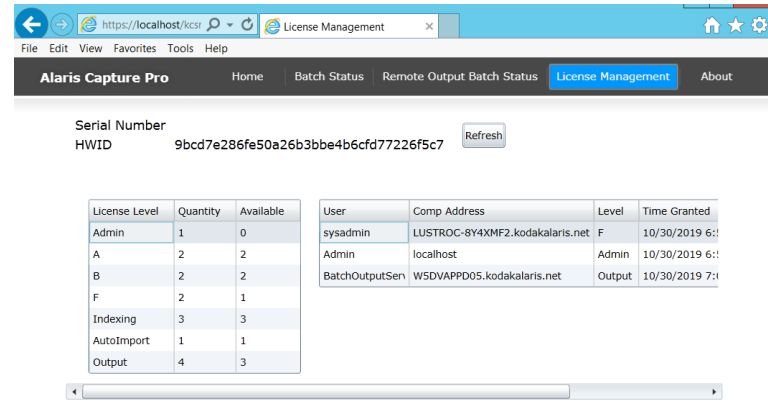 https://localhost/kcsr
License Management
File Edit View Favorites Tools Help
Alaris Capture Pro Home Batch Status Remote Output Batch Status License Management About
Serial Number
HWID 9bcd7e286fe50a26b3bbe4b6cfd77226f5c7 Refresh
License Level Quantity Available
Admin 1 0
A 2 2
B 2 2
F 2 1
Indexing 3 3
AutoImport 1 1
Output 4 3
User Comp Address Level Time Granted
sysadmin LUSTROC-8Y4XMF2.kodakalaris.net F 10/30/2019
Admin localhost Admin 10/30/2019
BatchOutputServ W5DVAPPD05.kodakalaris.net Output 10/30/2019